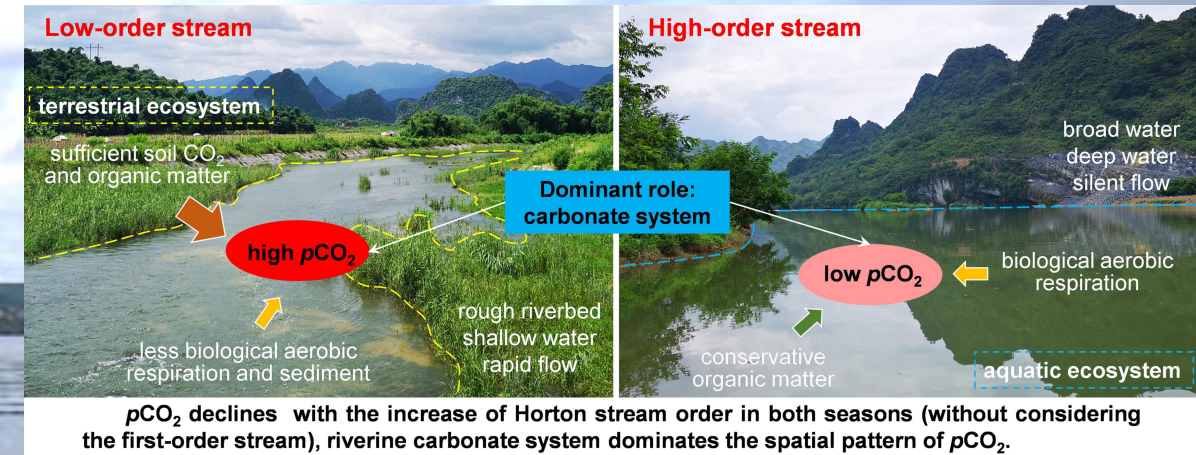 Low-order stream
terrestrial ecosystem
sufficient soil CO₂
and organic matter
high pCO₂
less biological aerobic
respiration and sediment
rough riverbed
shallow water
rapid flow
Dominant role:
carbonate system
High-order stream
broad water
deep water
silent flow
low pCO₂
biological aerobic
respiration
conservative
organic matter
aquatic ecosystem
pCO₂ declines with the increase of Horton stream order in both seasons (without considering
the first-order stream), riverine carbonate system dominates the spatial pattern of pCO₂.